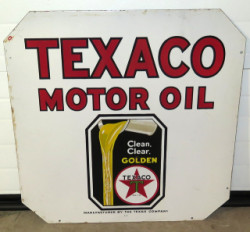 TEXACO
MOTOR OIL
Clean,
Clear,
GOLDEN
TEXACO
T
MANUFACTURED BY THE TEXAS COMPANY